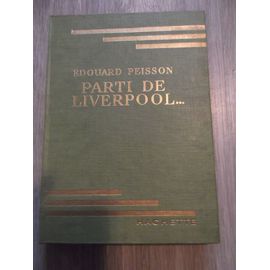 EDOUARD PEISSON
PARTI DE
LIVERPOOL...
HACHETTE